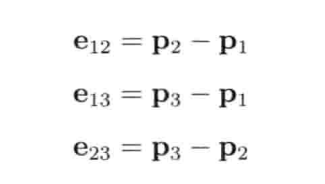 e₁₂ = p₂ − p₁
e₁₃ = p₃ − p₁
e₂₃ = p₃ − p₂